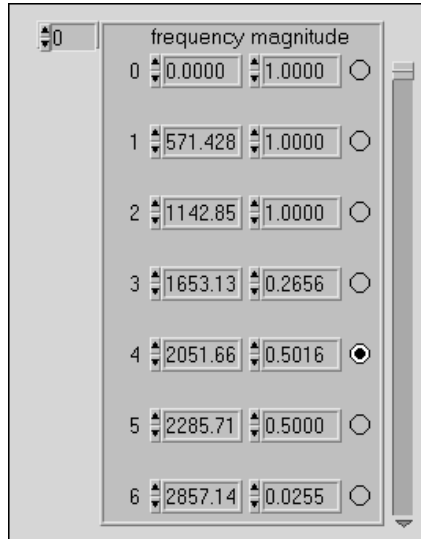 0 frequency magnitude
0 0.0000 1.0000
1 571.428 1.0000
2 1142.85 1.0000
3 1653.13 0.2656
4 2051.66 0.5016
5 2285.71 0.5000
6 2857.14 0.0255